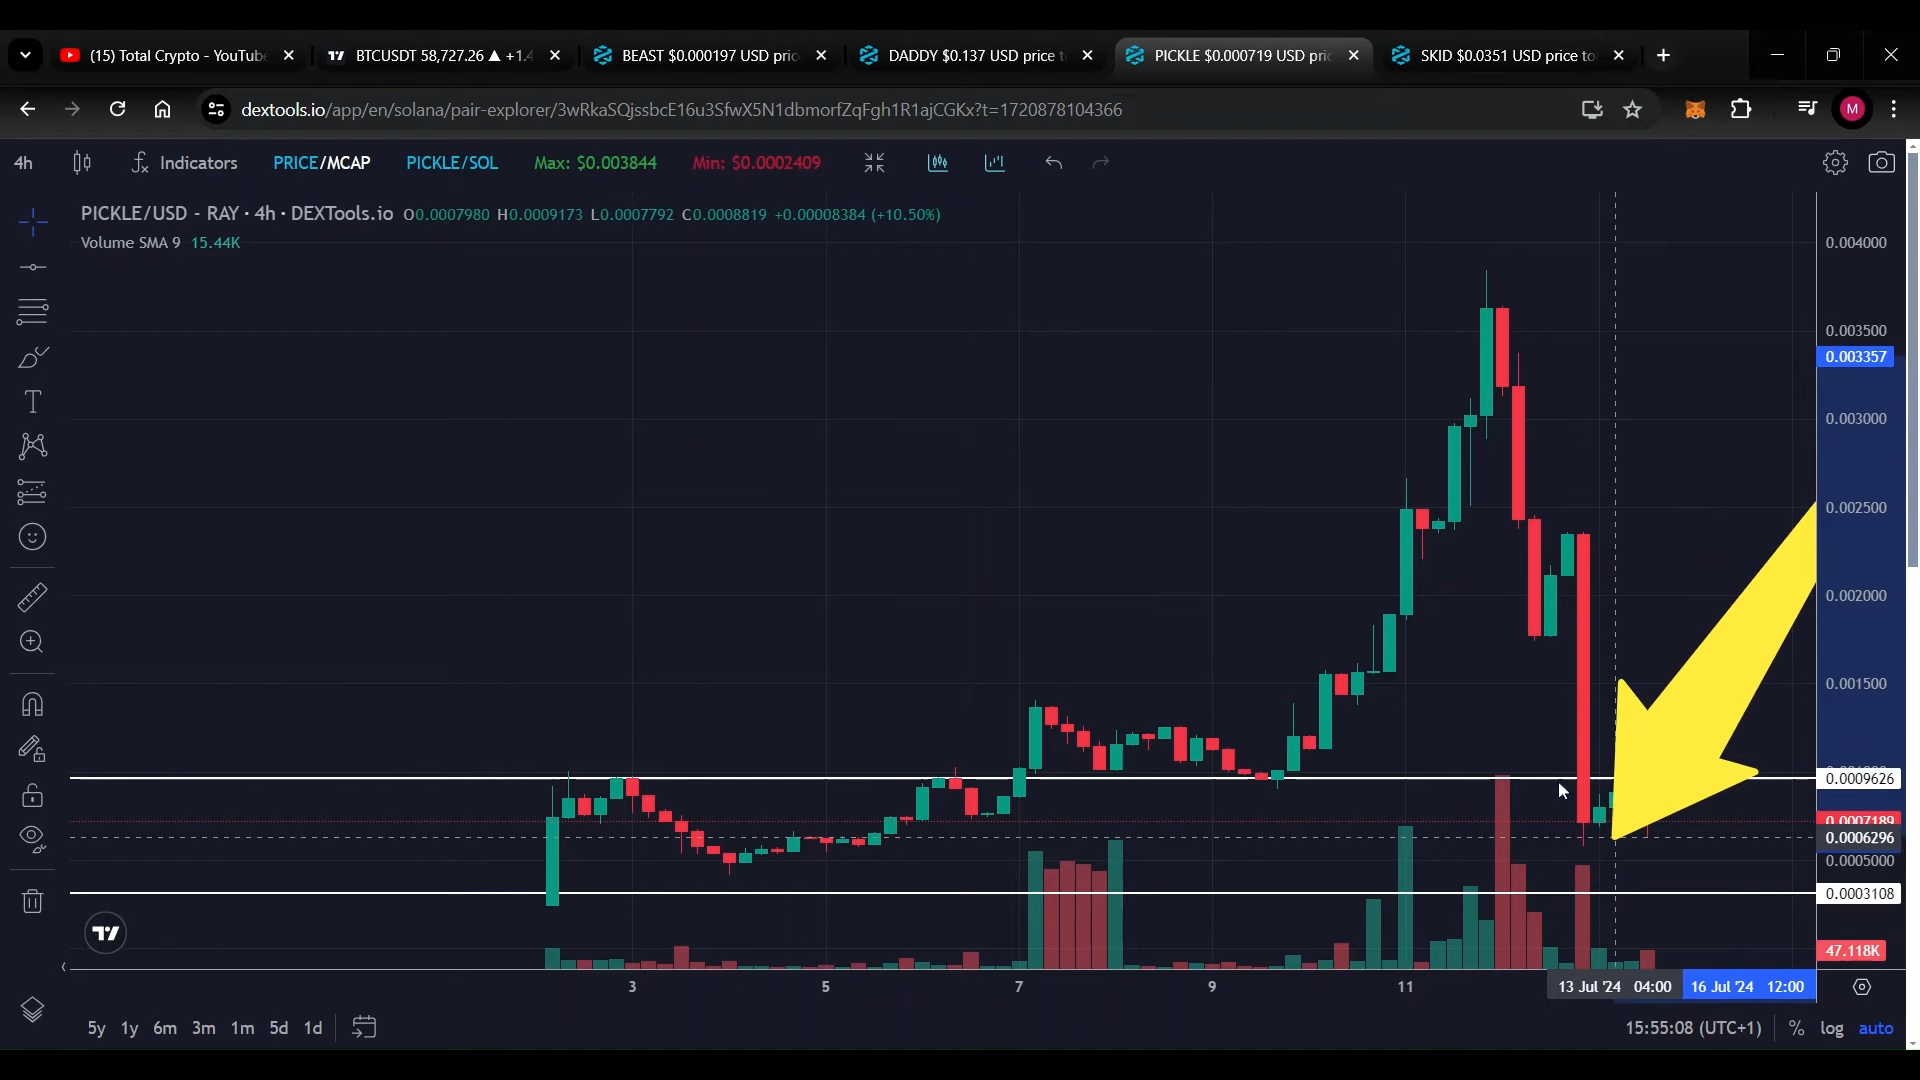 (15) Total Crypto - YouTube
BTCUSDT 58,727.26 ▲ +1.4
BEAST $0.000197 USD pric
DADDY $0.137 USD price t
PICKLE $0.000719 USD pric
SKID $0.0351 USD price to
dextools.io/app/en/solana/pair-explorer/3wRkaSQjssbcE16u3SfwX5N1dbmorfZqFgh1R1ajCGKx?t=1720878104366
M
4h Indicators PRICE/MCAP PICKLE/SOL Max: $0.003844 Min: $0.0002409
PICKLE/USD - RAY · 4h · DEXTools.io O0.0007980 H0.0009173 L0.0007792 C0.0008819 +0.00008384 (+10.50%)
Volume SMA 9 15.44K
0.004000
0.003500
0.003357
0.003000
0.002500
0.002000
0.001500
0.0009626
0.0007189
0.0006296
0.0005000
0.0003108
47.118K
3 5 7 9 11 13 Jul '24 04:00 16 Jul '24 12:00
5y 1y 6m 3m 1m 5d 1d 15:55:08 (UTC+1) % log auto